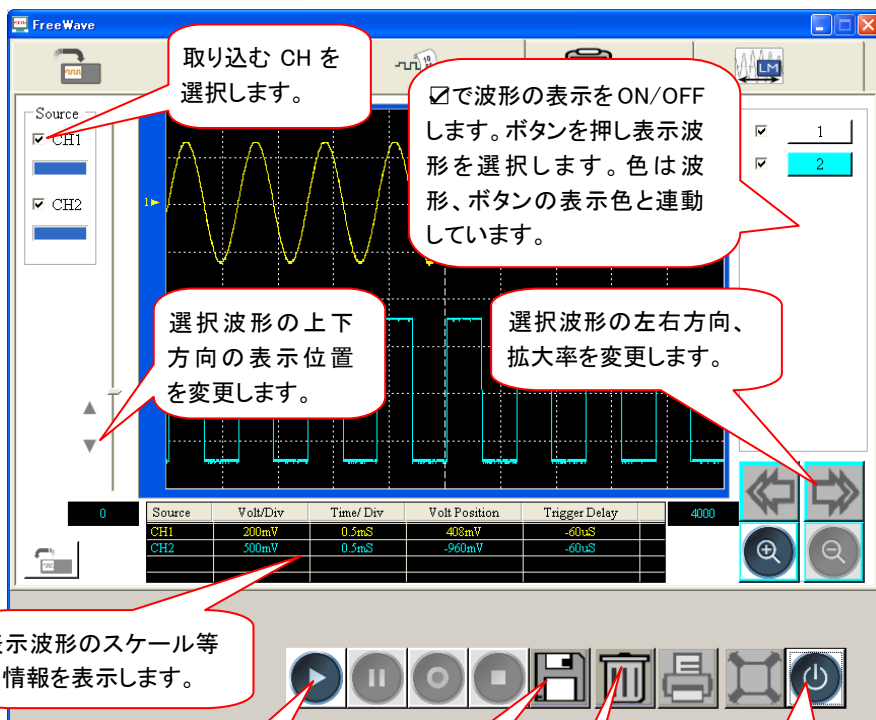 FreeWave
取り込む CH を
選択します。
LM
☑で波形の表示をON/OFF
します。ボタンを押し表示波
形を選択します。色は波
形、ボタンの表示色と連動
しています。
Source
CH1
CH2
1
2
1
選択波形の上下
方向の表示位置
を変更します。
選択波形の左右方向、
拡大率を変更します。
0
4000
Source Volt/Div Time/ Div Volt Position Trigger Delay
CH1 200mV 0.5mS 408mV -60uS
CH2 500mV 0.5mS -960mV -60uS
示波形のスケール等
情報を表示します。